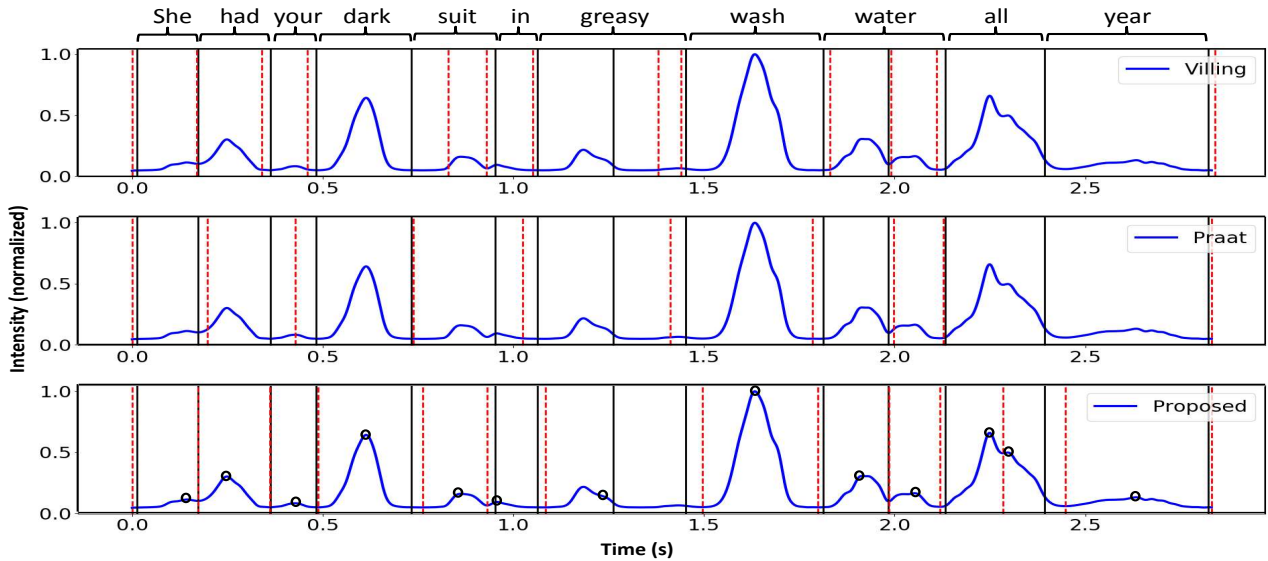 She had your dark suit in greasy wash water all year
1.0
Villing
0.5
0.0
0.0 0.5 1.0 1.5 2.0 2.5
Intensity (normalized)
1.0
Praat
0.5
0.0
0.0 0.5 1.0 1.5 2.0 2.5
1.0
Proposed
0.5
0.0
0.0 0.5 1.0 1.5 2.0 2.5
Time (s)